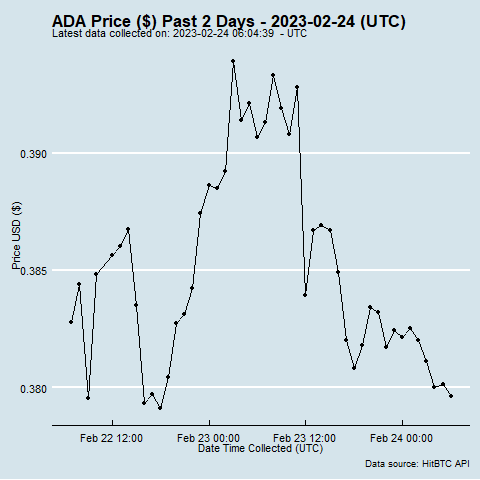 ADA Price ($) Past 2 Days - 2023-02-24 (UTC)
Latest data collected on: 2023-02-24 06:04:39  - UTC
0.390
0.385
0.380
Price USD ($)
Feb 22 12:00
Feb 23 00:00
Feb 23 12:00
Feb 24 00:00
Date Time Collected (UTC)
Data source: HitBTC API